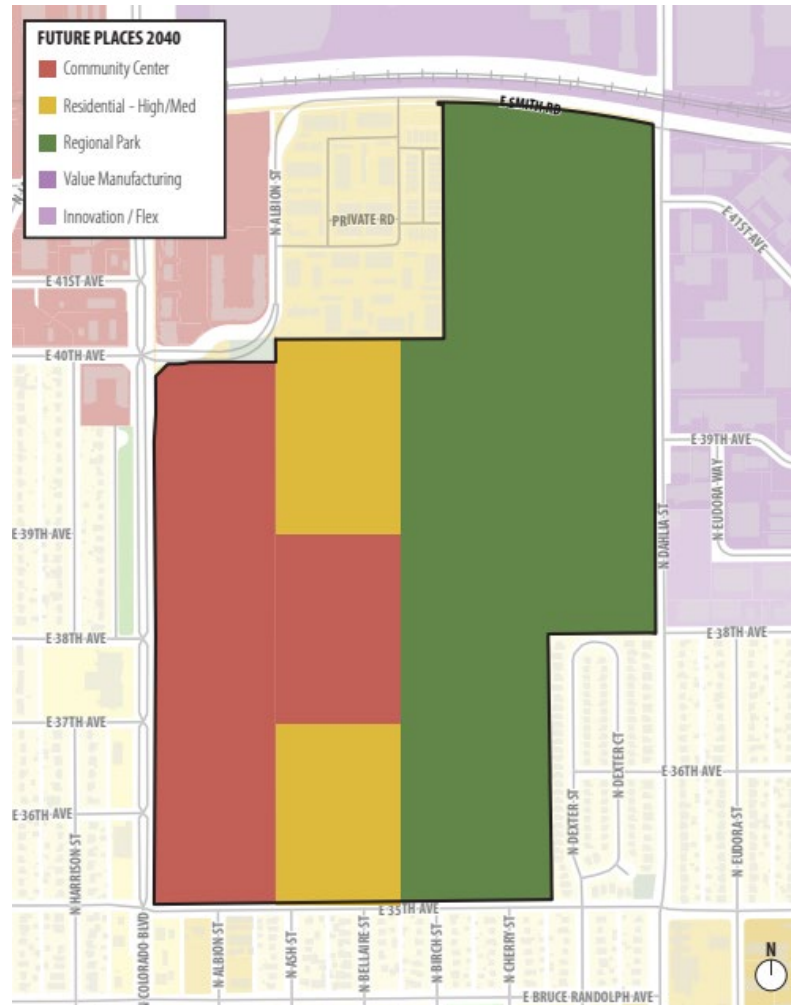 FUTURE PLACES 2040
Community Center
Residential - High/Med
Regional Park
Value Manufacturing
Innovation / Flex
E SMITH RD
N ALBION ST
PRIVATE RD
E 41ST AVE
E 41ST AVE
E 40TH AVE
E 39TH AVE
N EUDORA WAY
E 39TH AVE
N DAHLIA ST
E 38TH AVE
E 38TH AVE
E 37TH AVE
N DEXTER CT
E 36TH AVE
E 36TH AVE
N DEXTER ST
N HARRISON ST
N EUDORA ST
E 35TH AVE
N COLORADO BLVD
N ALBION ST
N ASH ST
N BELLAIRE ST
N BIRCH ST
N CHERRY ST
N
E BRUCE RANDOLPH AVE